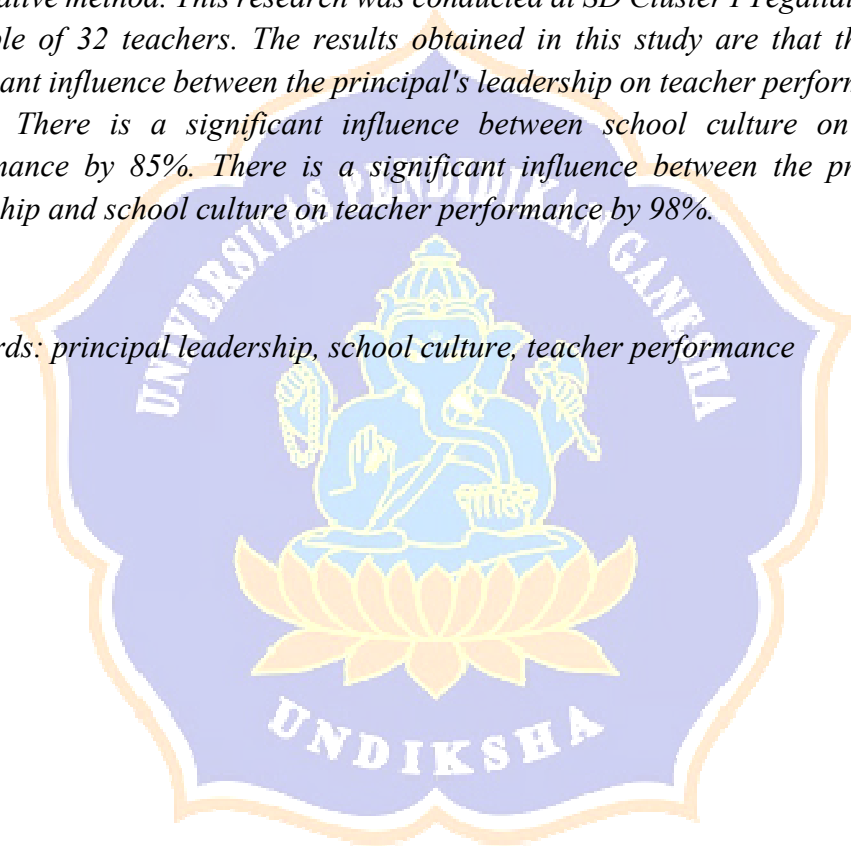 ative method. This research was conducted at SD Cluster I Tegallal
le of 32 teachers. The results obtained in this study are that th
ant influence between the principal's leadership on teacher perform
There is a significant influence between school culture on
mance by 85%. There is a significant influence between the pr
hip and school culture on teacher performance by 98%.
rds: principal leadership, school culture, teacher performance
UNIVERSITAS PENDIDIKAN GANESHA
UNDIKSHA